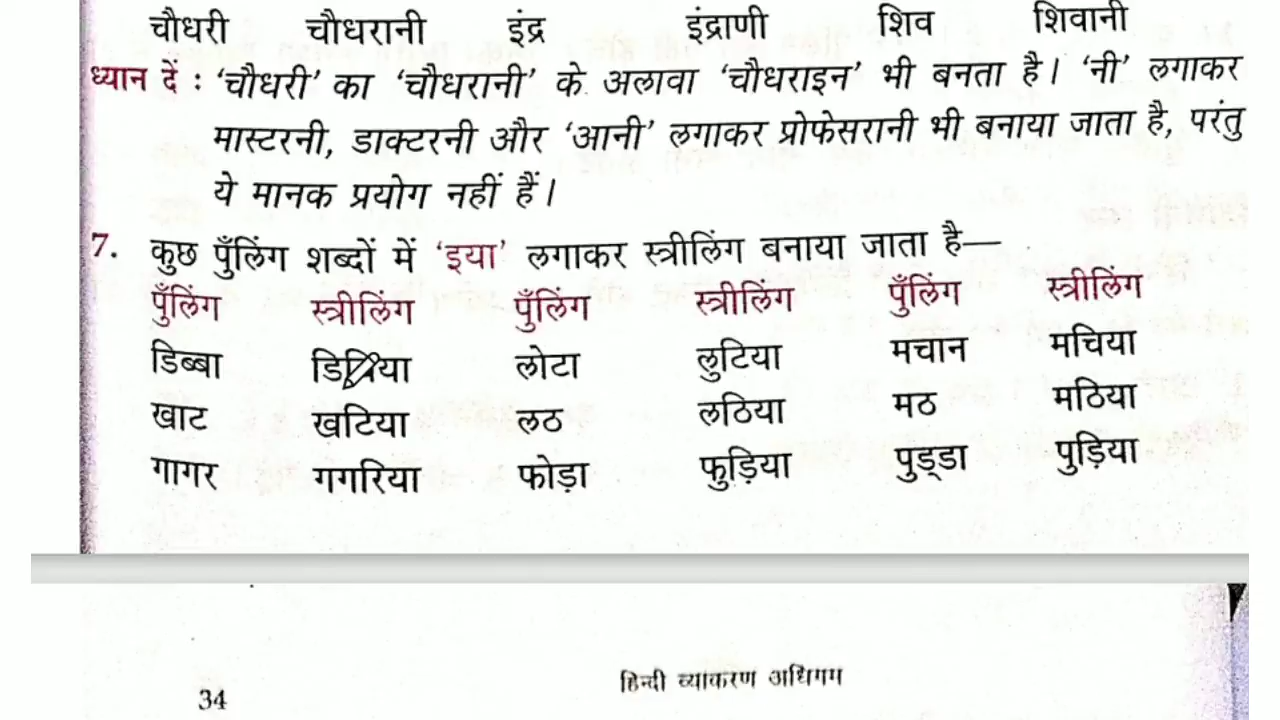 चौधरी चौधरानी इंद्र इंद्राणी शिव शिवानी
ध्यान दें : ‘चौधरी’ का ‘चौधरानी’ के अलावा ‘चौधराइन’ भी बनता है। ‘नी’ लगाकर
मास्टरनी, डाक्टरनी और ‘आनी’ लगाकर प्रोफेसरानी भी बनाया जाता है, परंतु
ये मानक प्रयोग नहीं हैं।
7. कुछ पुँलिंग शब्दों में ‘इया’ लगाकर स्त्रीलिंग बनाया जाता है—
पुँलिंग स्त्रीलिंग पुँलिंग स्त्रीलिंग पुँलिंग स्त्रीलिंग
डिब्बा लोटा लुटिया मचान मचिया
खाट खटिया लठ लठिया मठ मठिया
गागर गगरिया फोड़ा फुड़िया पुड्डा पुड़िया
34 हिन्दी व्याकरण अधिगम